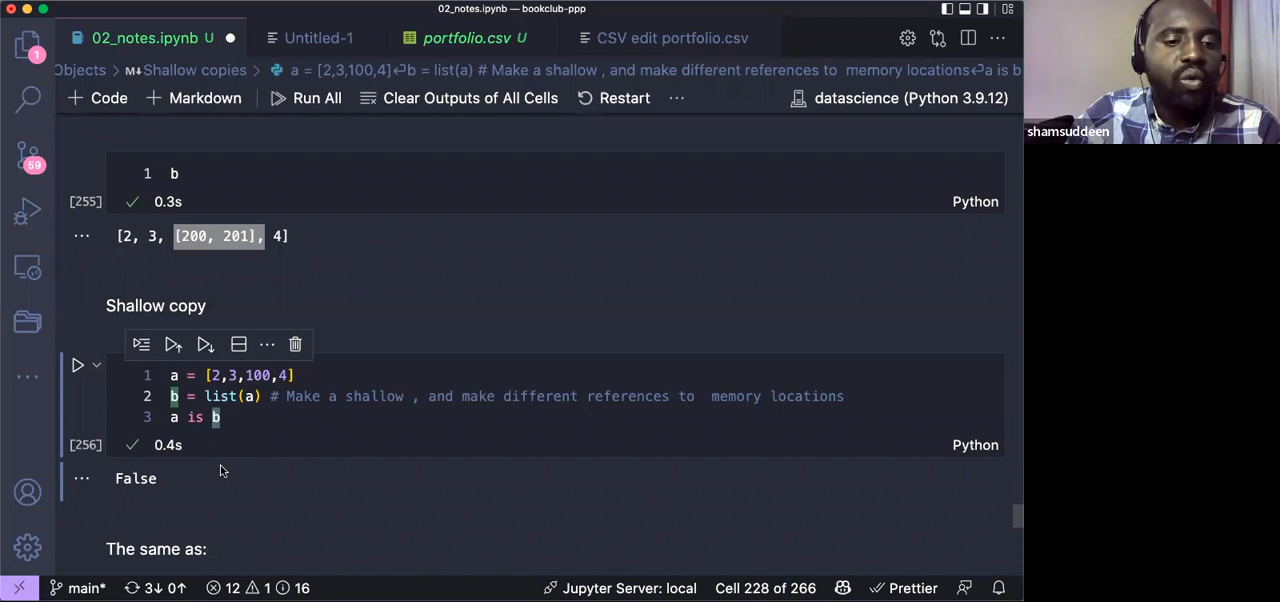 02_notes.ipynb — bookclub-ppp
02_notes.ipynb U
Untitled-1
portfolio.csv U
CSV edit portfolio.csv
Objects > M↓Shallow copies > a = [2,3,100,4]↵b = list(a) # Make a shallow , and make different references to memory locations↵a is b
+ Code + Markdown Run All Clear Outputs of All Cells Restart ... datascience (Python 3.9.12)
shamsuddeen
1
59
1 b
[255] ✓ 0.3s Python
... [2, 3, [200, 201], 4]
Shallow copy
1 a = [2,3,100,4]
2 b = list(a) # Make a shallow , and make different references to memory locations
3 a is b
[256] ✓ 0.4s Python
... False
The same as:
main* 3↓ 0↑ 12 1 16 Jupyter Server: local Cell 228 of 266 Prettier